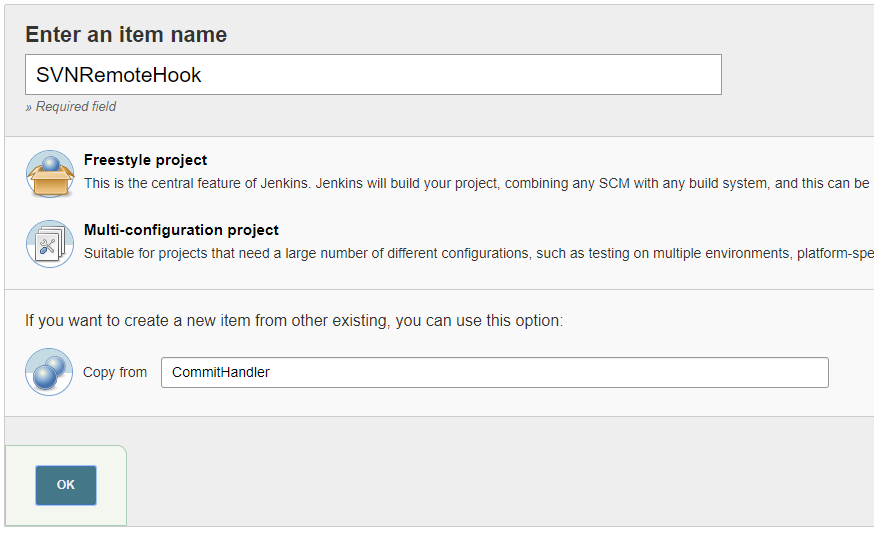 Enter an item name
SVNRemoteHook
» Required field
Freestyle project
This is the central feature of Jenkins. Jenkins will build your project, combining any SCM with any build system, and this can be
Multi-configuration project
Suitable for projects that need a large number of different configurations, such as testing on multiple environments, platform-spe
If you want to create a new item from other existing, you can use this option:
Copy from CommitHandler
OK